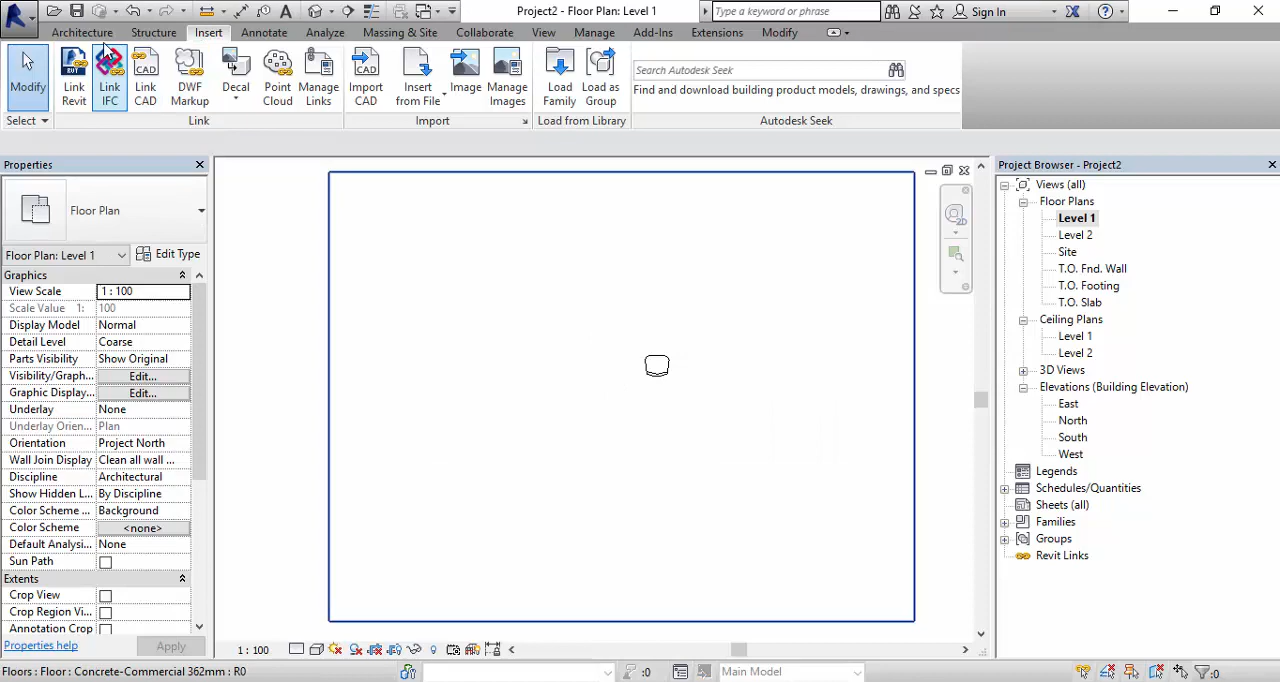 Project2 - Floor Plan: Level 1
Type a keyword or phrase
Sign In
Architecture
Structure
Insert
Annotate
Analyze
Massing & Site
Collaborate
View
Manage
Add-Ins
Extensions
Modify
Modify
Link
Revit
Link
IFC
Link
CAD
DWF
Markup
Decal
Point
Cloud
Manage
Links
Import
CAD
Insert
from File
Image
Manage
Images
Load
Family
Load as
Group
Search Autodesk Seek
Find and download building product models, drawings, and specs
Select
Link
Import
Load from Library
Autodesk Seek
Properties
Floor Plan
Floor Plan: Level 1
Edit Type
Graphics
View Scale 1 : 100
Scale Value 1: 100
Display Model Normal
Detail Level Coarse
Parts Visibility Show Original
Visibility/Graph... Edit...
Graphic Display... Edit...
Underlay None
Underlay Orien... Plan
Orientation Project North
Wall Join Display Clean all wall ...
Discipline Architectural
Show Hidden L... By Discipline
Color Scheme ... Background
Color Scheme <none>
Default Analysi... None
Sun Path
Extents
Crop View
Crop Region Vi...
Annotation Crop
Properties help
Apply
2D
1 : 100
Project Browser - Project2
Views (all)
Floor Plans
Level 1
Level 2
Site
T.O. Fnd. Wall
T.O. Footing
T.O. Slab
Ceiling Plans
Level 1
Level 2
3D Views
Elevations (Building Elevation)
East
North
South
West
Legends
Schedules/Quantities
Sheets (all)
Families
Groups
Revit Links
Floors : Floor : Concrete-Commercial 362mm : R0
:0
Main Model
:0